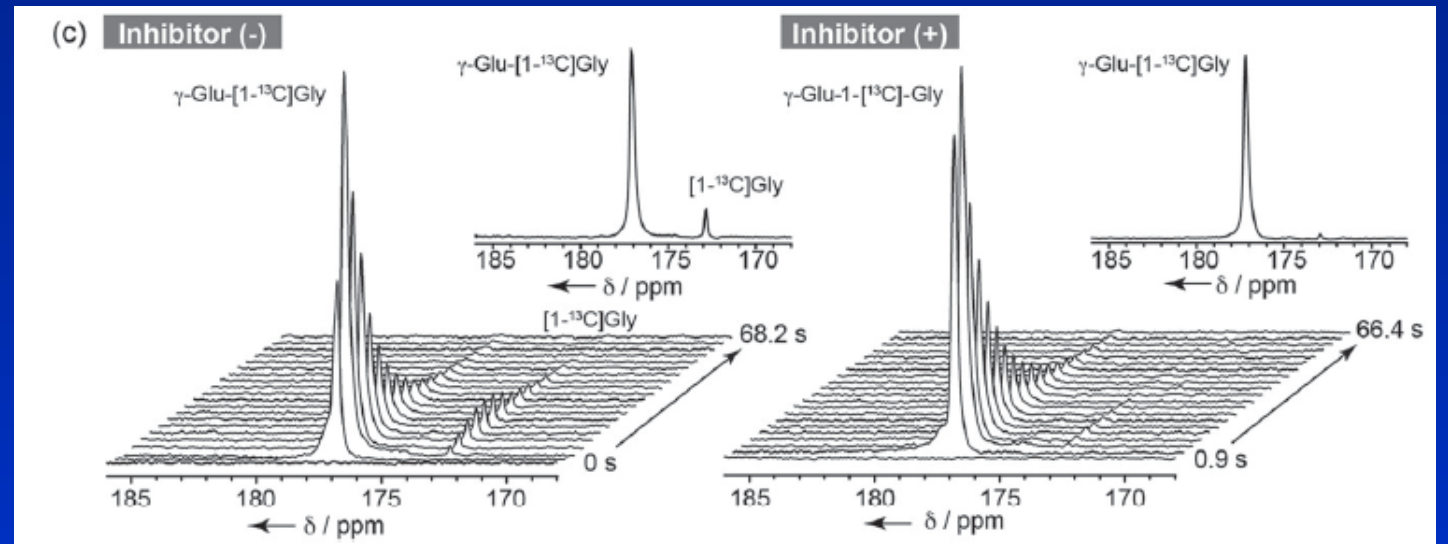 (c) Inhibitor (-)
γ-Glu-[1-¹³C]Gly
γ-Glu-[1-¹³C]Gly
[1-¹³C]Gly
185 180 175 170
δ / ppm
[1-¹³C]Gly
68.2 s
0 s
185 180 175 170
δ / ppm
Inhibitor (+)
γ-Glu-1-[¹³C]-Gly
γ-Glu-[1-¹³C]Gly
185 180 175 170
δ / ppm
66.4 s
0.9 s
185 180 175 170
δ / ppm